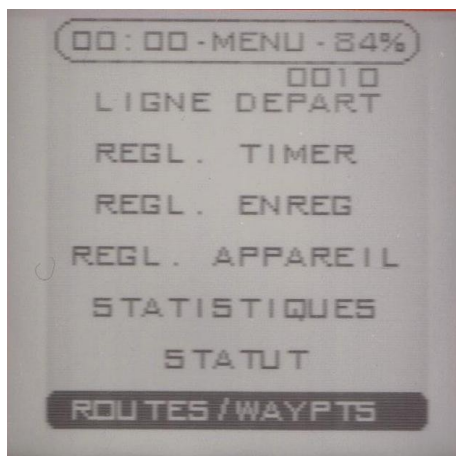 00:00-MENU-84%
0010
LIGNE DEPART
REGL. TIMER
REGL. ENREG
REGL. APPAREIL
STATISTIQUES
STATUT
ROUTES/WAYPTS